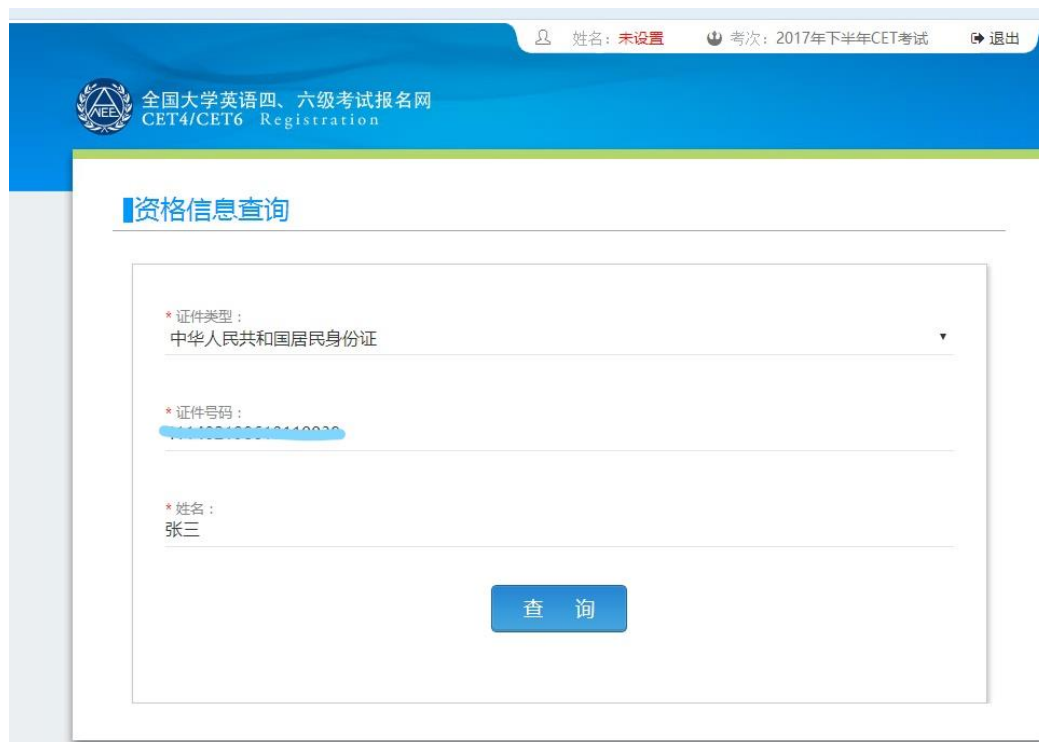 姓名：未设置 考次：2017年下半年CET考试 退出
NEE
全国大学英语四、六级考试报名网
CET4/CET6 Registration
资格信息查询
* 证件类型：
中华人民共和国居民身份证
* 证件号码：
* 姓名：
张三
查 询